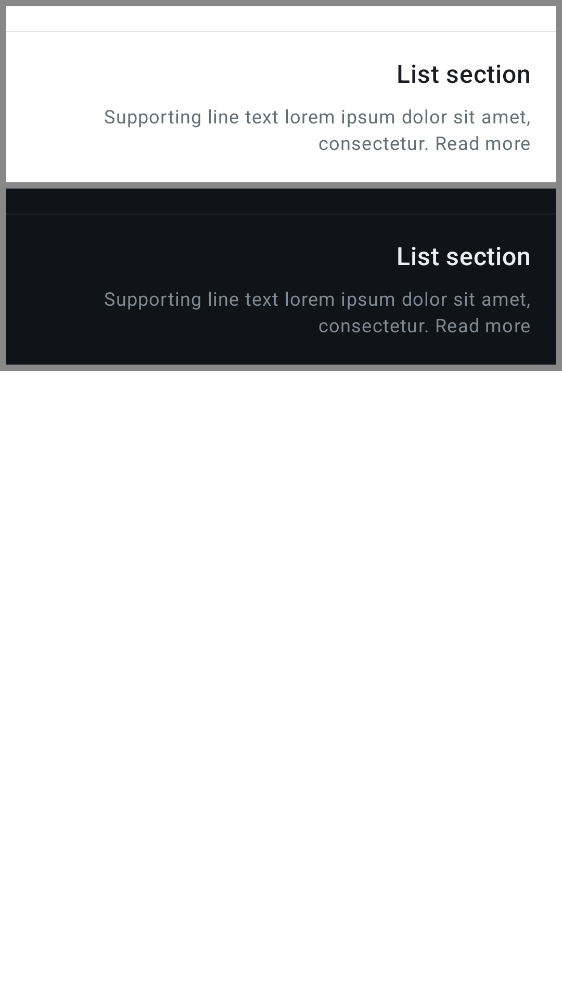 List section
Supporting line text lorem ipsum dolor sit amet,
consectetur. Read more
List section
Supporting line text lorem ipsum dolor sit amet,
consectetur. Read more